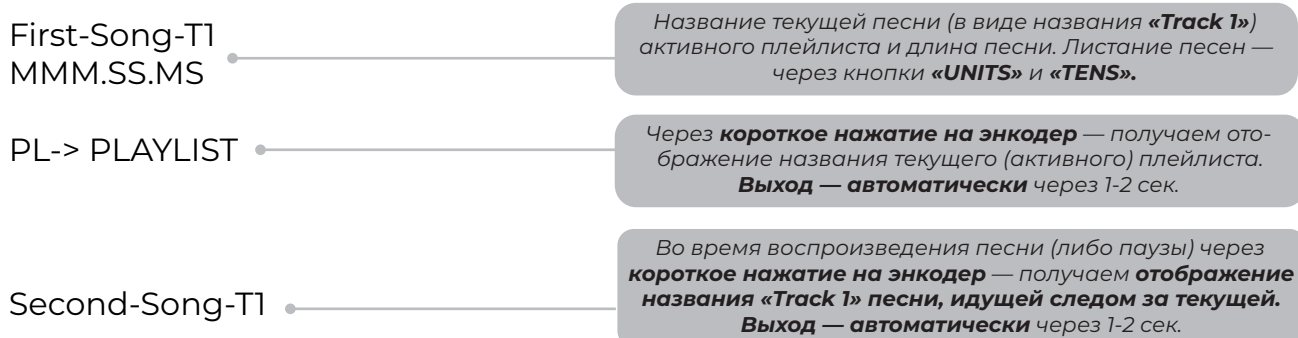 First-Song-T1
MMM.SS.MS
Название текущей песни (в виде названия «Track 1»)
активного плейлиста и длина песни. Листание песен —
через кнопки «UNITS» и «TENS».
PL-> PLAYLIST
Через короткое нажатие на энкодер — получаем ото-
бражение названия текущего (активного) плейлиста.
Выход — автоматически через 1-2 сек.
Second-Song-T1
Во время воспроизведения песни (либо паузы) через
короткое нажатие на энкодер — получаем отображение
названия «Track 1» песни, идущей следом за текущей.
Выход — автоматически через 1-2 сек.